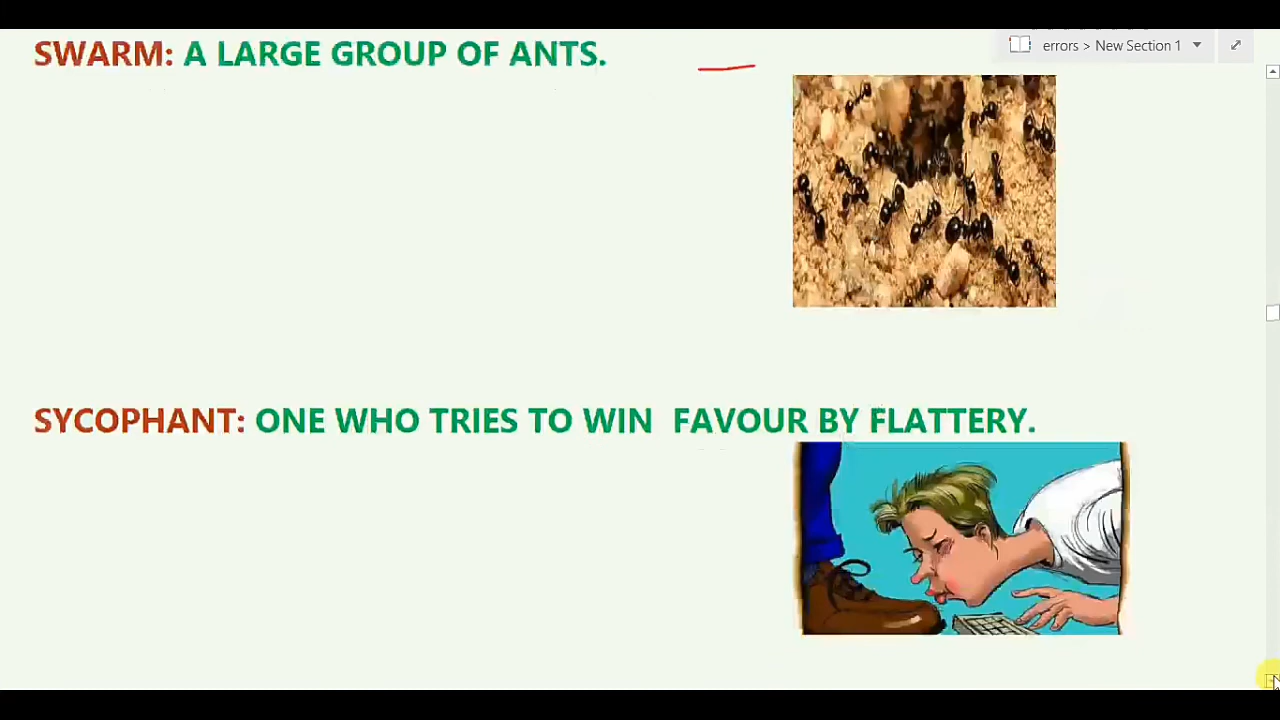 errors > New Section 1
SWARM: A LARGE GROUP OF ANTS.
SYCOPHANT: ONE WHO TRIES TO WIN FAVOUR BY FLATTERY.